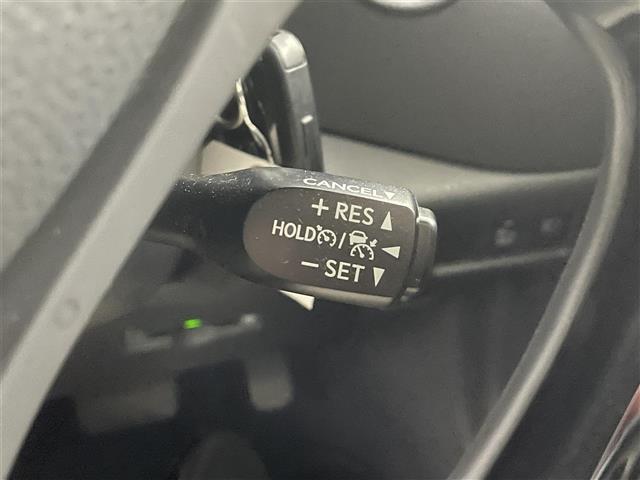 CANCEL▼
+ RES ▲
HOLD / ◀
− SET ▼